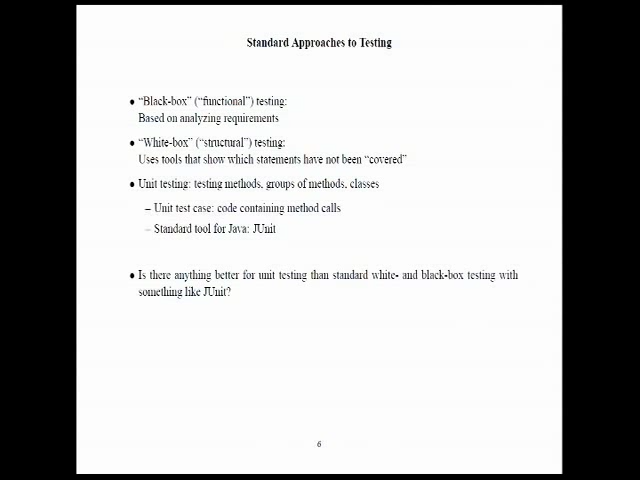 Standard Approaches to Testing
• “Black-box” (“functional”) testing:
Based on analyzing requirements
• “White-box” (“structural”) testing:
Uses tools that show which statements have not been “covered”
• Unit testing: testing methods, groups of methods, classes
– Unit test case: code containing method calls
– Standard tool for Java: JUnit
• Is there anything better for unit testing than standard white- and black-box testing with
something like JUnit?
6